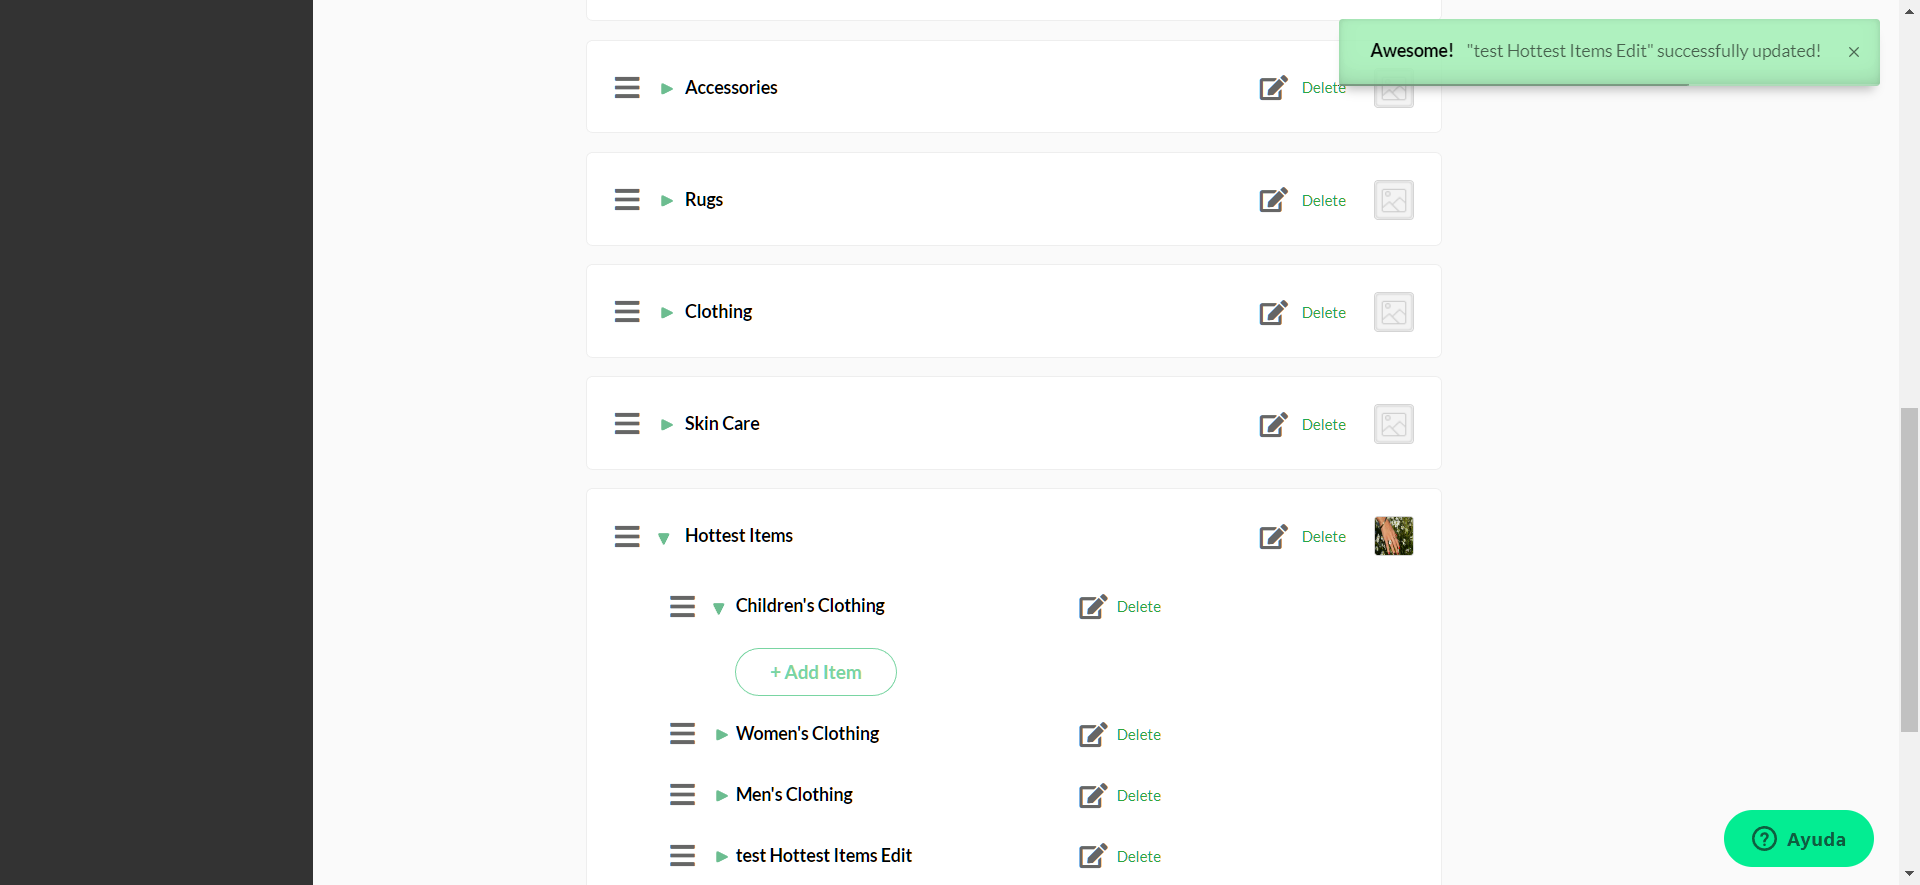 Awesome! "test Hottest Items Edit" successfully updated! ×
Accessories Delete
Rugs Delete
Clothing Delete
Skin Care Delete
Hottest Items Delete
Children's Clothing Delete
+ Add Item
Women's Clothing Delete
Men's Clothing Delete
test Hottest Items Edit Delete
Ayuda